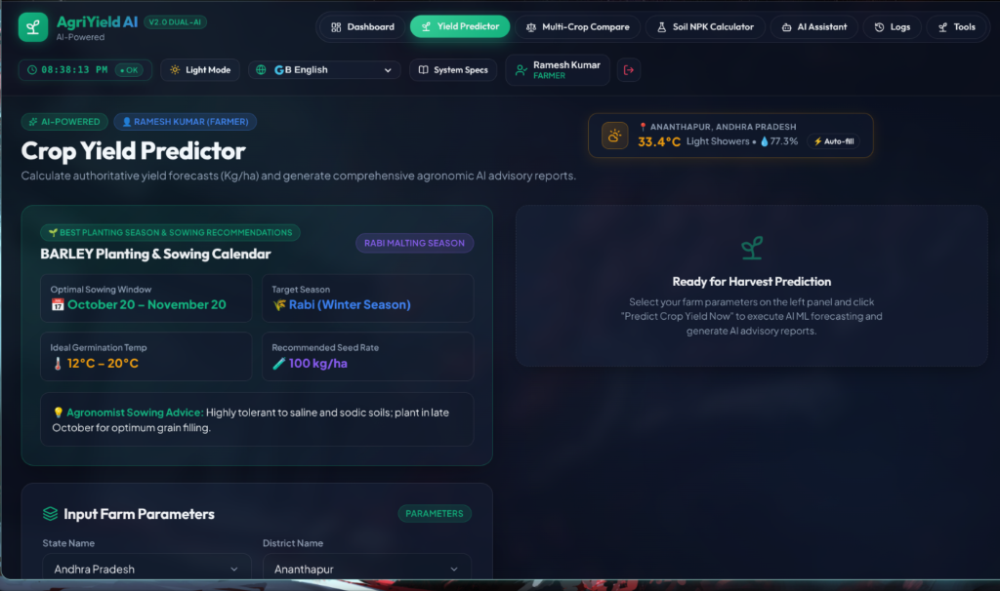 AgriYield AI V2.0 DUAL-AI
AI-Powered
Dashboard
Yield Predictor
Multi-Crop Compare
Soil NPK Calculator
AI Assistant
Logs
Tools
08:38:13 PM • OK
Light Mode
GB English
System Specs
Ramesh Kumar
FARMER
AI-POWERED
RAMESH KUMAR (FARMER)
Crop Yield Predictor
Calculate authoritative yield forecasts (Kg/ha) and generate comprehensive agronomic AI advisory reports.
ANANTHAPUR, ANDHRA PRADESH
33.4°C Light Showers • 77.3% Auto-fill
BEST PLANTING SEASON & SOWING RECOMMENDATIONS
BARLEY Planting & Sowing Calendar
RABI MALTING SEASON
Optimal Sowing Window
October 20 – November 20
Target Season
Rabi (Winter Season)
Ideal Germination Temp
12°C – 20°C
Recommended Seed Rate
100 kg/ha
Agronomist Sowing Advice: Highly tolerant to saline and sodic soils; plant in late
October for optimum grain filling.
Ready for Harvest Prediction
Select your farm parameters on the left panel and click
"Predict Crop Yield Now" to execute AI ML forecasting and
generate AI advisory reports.
Input Farm Parameters
PARAMETERS
State Name
Andhra Pradesh
District Name
Ananthapur